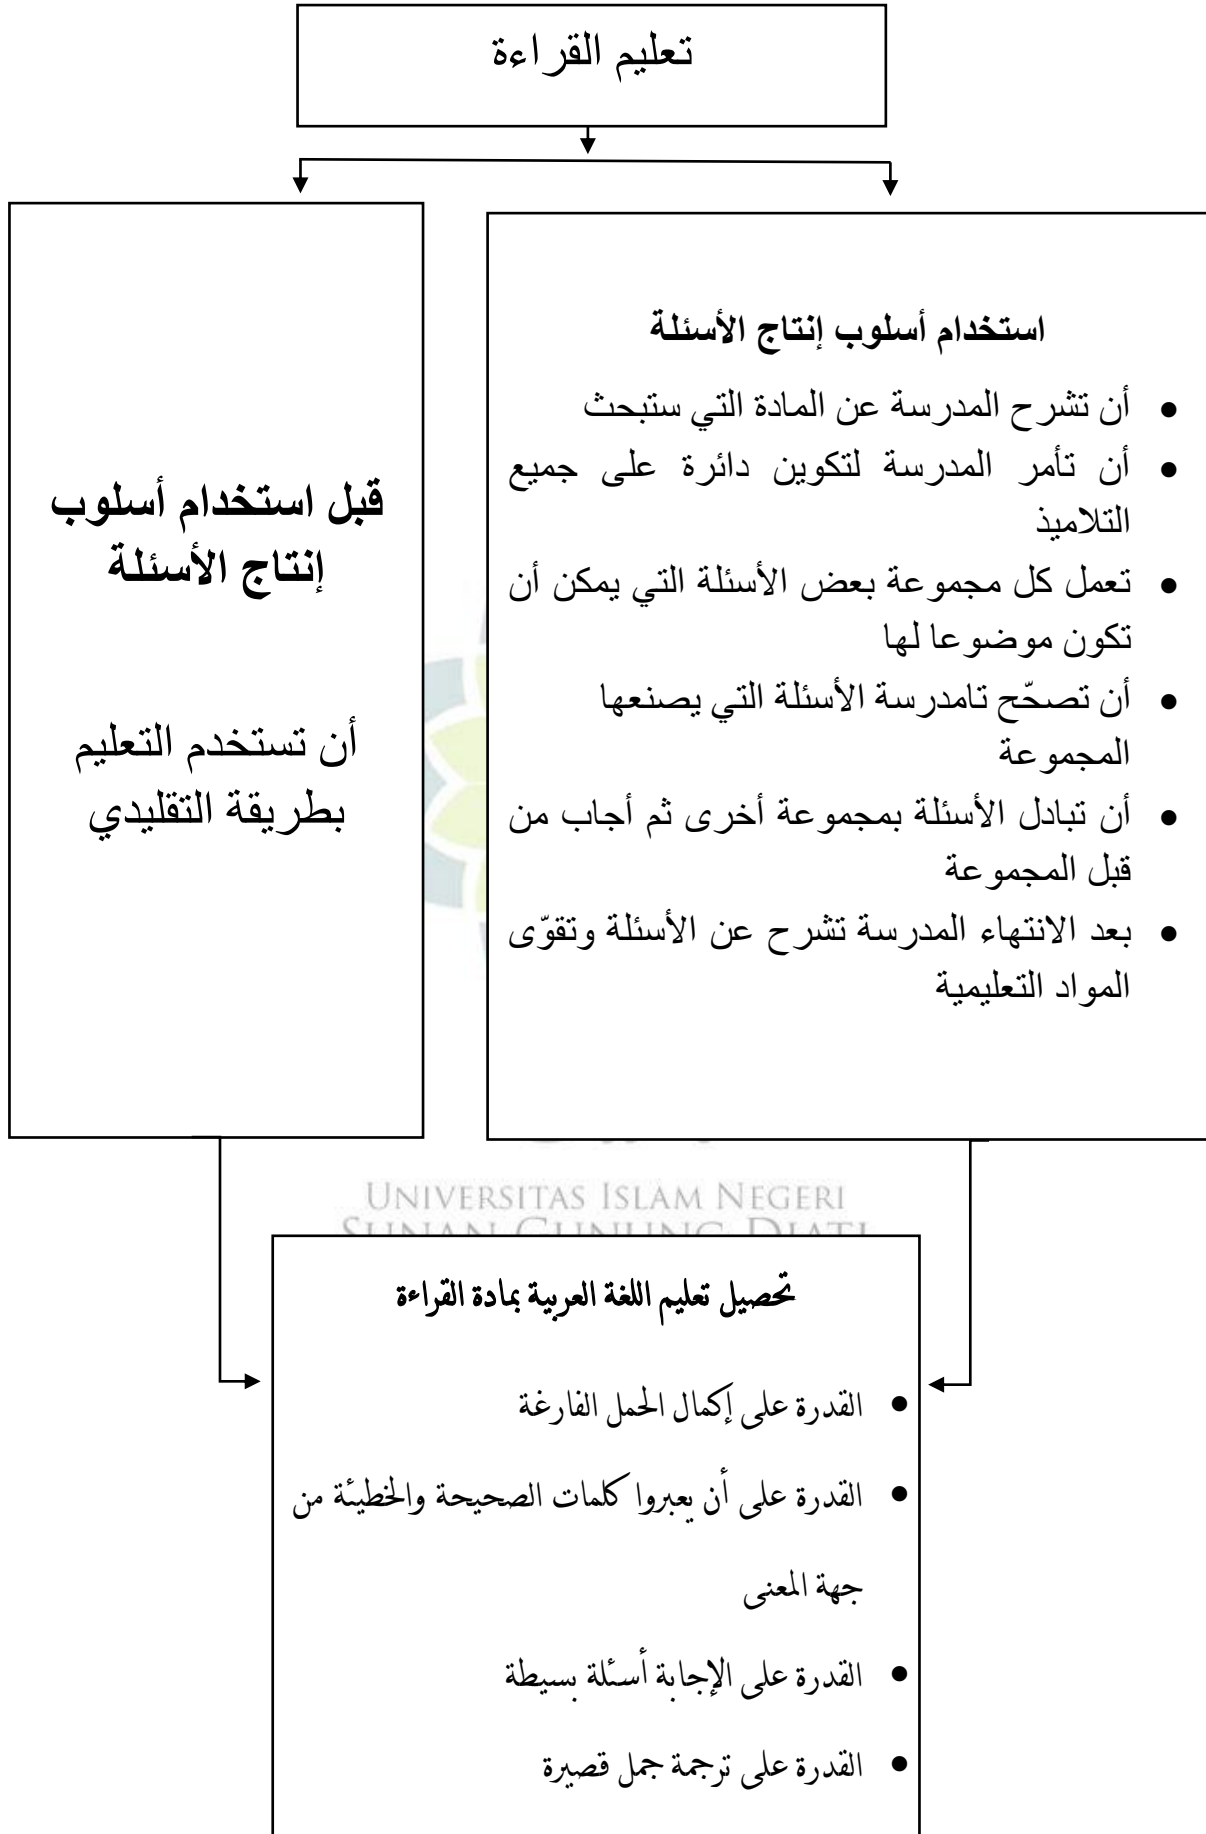 تعليم القراءة
استخدام أسلوب إنتاج الأسئلة
● أن تشرح المدرسة عن المادة التي ستبحث
● أن تأمر المدرسة لتكوين دائرة على جميع
التلاميذ
● تعمل كل مجموعة بعض الأسئلة التي يمكن أن
تكون موضوعا لها
● أن تصحّح تامدرسة الأسئلة التي يصنعها
المجموعة
● أن تبادل الأسئلة بمجموعة أخرى ثم أجاب من
قبل المجموعة
● بعد الانتهاء المدرسة تشرح عن الأسئلة وتقوّى
المواد التعليمية
قبل استخدام أسلوب
إنتاج الأسئلة
أن تستخدم التعليم
بطريقة التقليدي
UNIVERSITAS ISLAM NEGERI
SUNAN GUNUNG DJATI
تحصيل تعليم اللغة العربية بمادة القراءة
● القدرة على إكمال الحمل الفارغة
● القدرة على أن يعبروا كلمات الصحيحة والخطيئة من
جهة المعنى
● القدرة على الإجابة أسئلة بسيطة
● القدرة على ترجمة جمل قصيرة